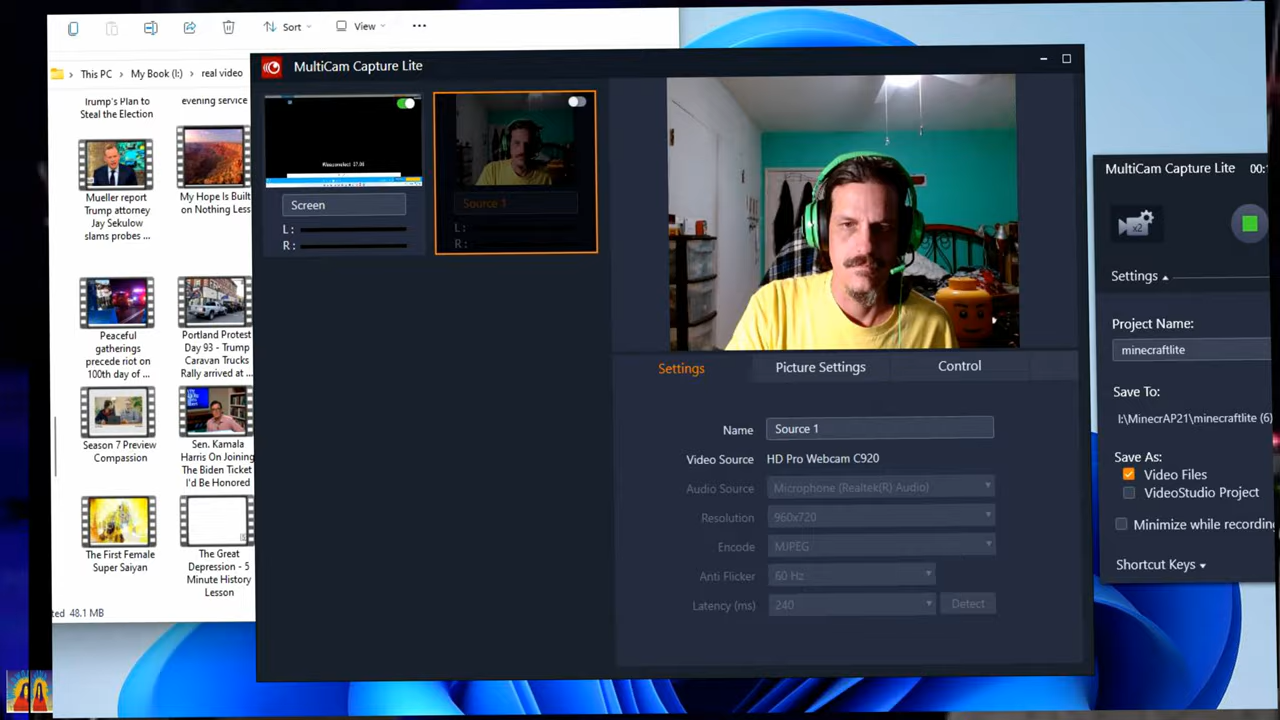 Sort
View
This PC > My Book (I:) > real video
Trump's Plan to
Steal the Election
evening service
Mueller report
Trump attorney
Jay Sekulow
slams probes ...
My Hope Is Built
on Nothing Less
Peaceful
gatherings
precede riot on
100th day of ...
Portland Protest
Day 93 - Trump
Caravan Trucks
Rally arrived at ...
Season 7 Preview
Compassion
Sen. Kamala
Harris On Joining
The Biden Ticket
I'd Be Honored
The First Female
Super Saiyan
The Great
Depression - 5
Minute History
Lesson
ted 48.1 MB
MultiCam Capture Lite
Screen
L:
R:
Source 1
L:
R:
Settings
Picture Settings
Control
Name
Source 1
Video Source
HD Pro Webcam C920
Audio Source
Microphone (Realtek(R) Audio)
Resolution
960x720
Encode
MJPEG
Anti Flicker
60 Hz
Latency (ms)
240
Detect
MultiCam Capture Lite
00:
x2
Settings
Project Name:
minecraftlite
Save To:
I:\MinecrAP21\minecraftlite (6)
Save As:
Video Files
VideoStudio Project
Minimize while recording
Shortcut Keys